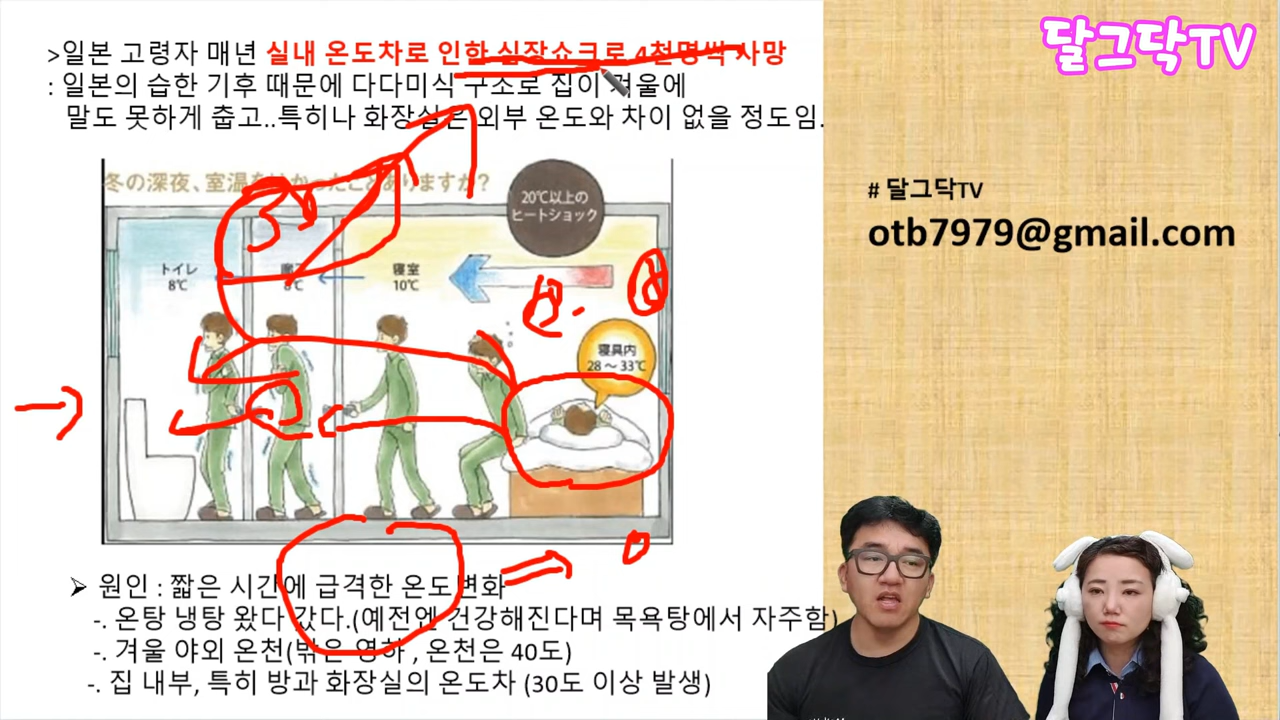 달그닥TV
>일본 고령자 매년 실내 온도차로 인한 심장쇼크로 4천명씩 사망
: 일본의 습한 기후 때문에 다다미식 구조로 집이 겨울에
말도 못하게 춥고..특히나 화장실은 외부 온도와 차이 없을 정도임.
# 달그닥TV
otb7979@gmail.com
冬の深夜、室温を
ったことありますか?
20℃以上の
ヒートショック
トイレ
8℃
8℃
寝室
10℃
寝具内
28～33℃
➢ 원인 : 짧은 시간에 급격한 온도변화
-. 온탕 냉탕 왔다 갔다.(예전엔 건강해진다며 목욕탕에서 자주함)
-. 겨울 야외 온천(밖은 영하 , 온천은 40도)
-. 집 내부, 특히 방과 화장실의 온도차 (30도 이상 발생)